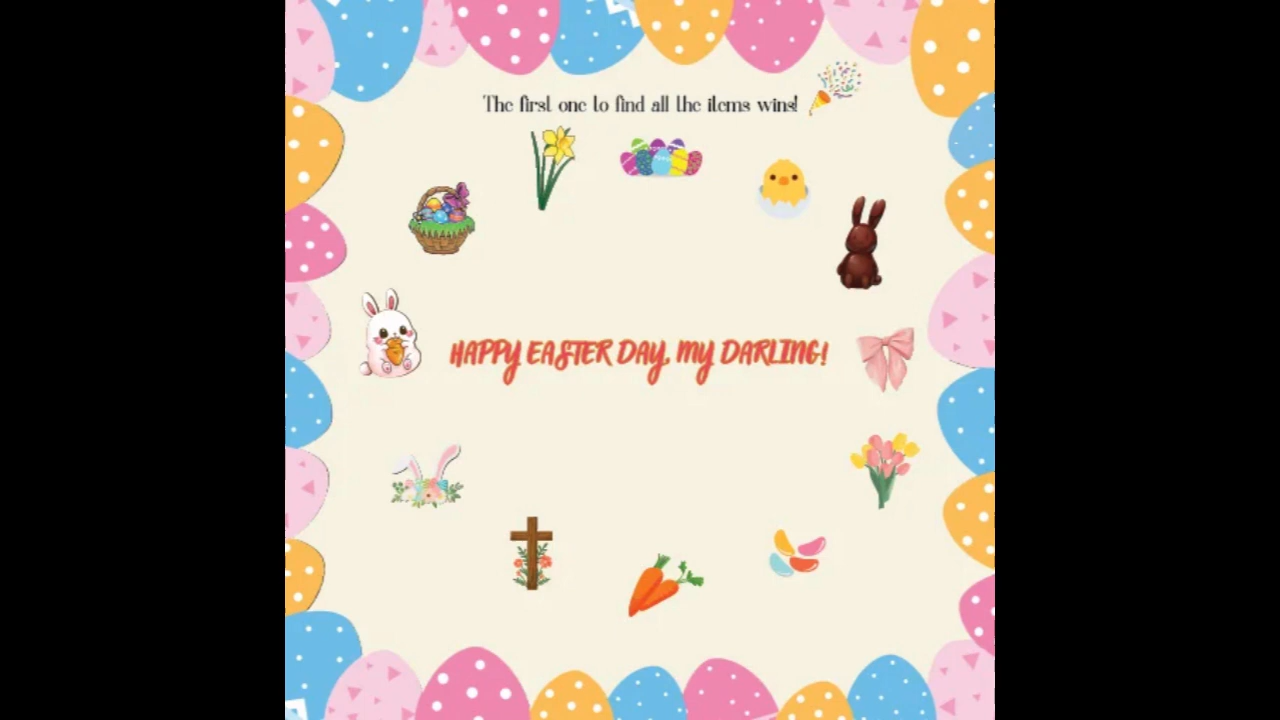 The first one to find all the items wins!
HAPPY EASTER DAY, MY DARLING!